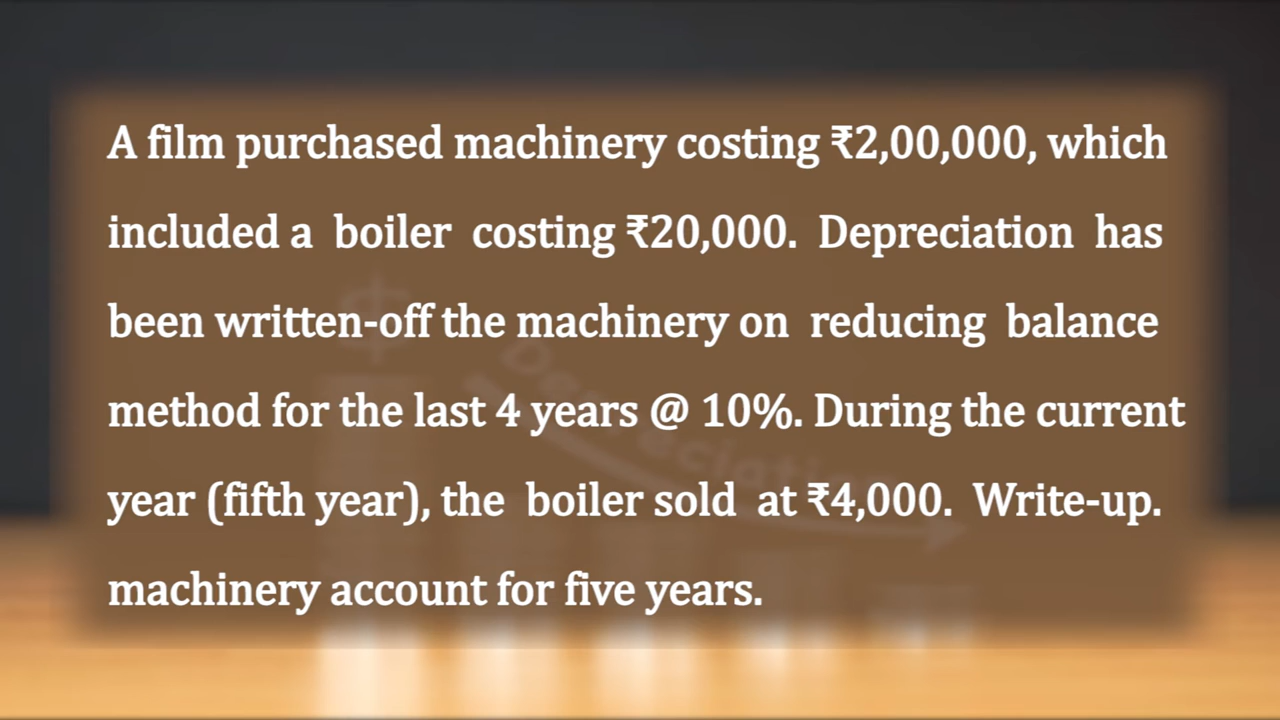 A film purchased machinery costing ₹2,00,000, which
included a boiler costing ₹20,000. Depreciation has
been written-off the machinery on reducing balance
method for the last 4 years @ 10%. During the current
year (fifth year), the boiler sold at ₹4,000. Write-up.
machinery account for five years.
$
Depreciation